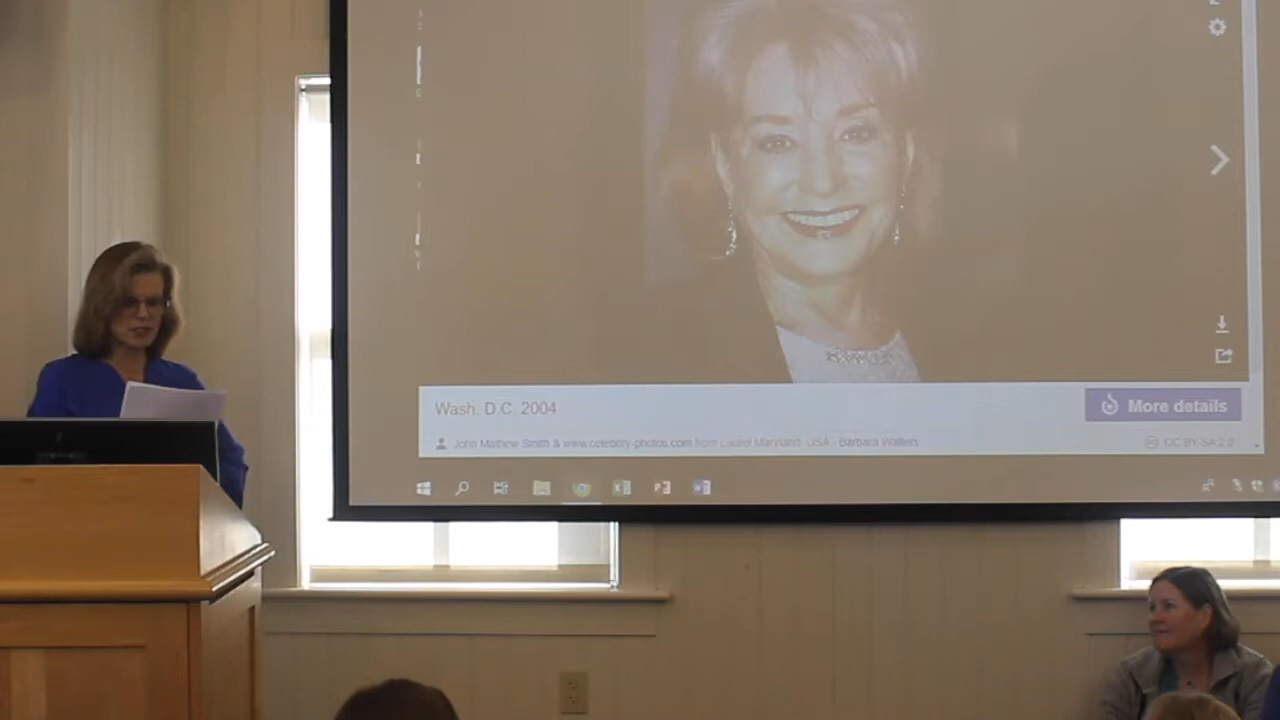 Wash. D.C. 2004
More details
John Mathew Smith & www.celebrity-photos.com from Laurel Maryland, USA - Barbara Walters
CC BY-SA 2.0